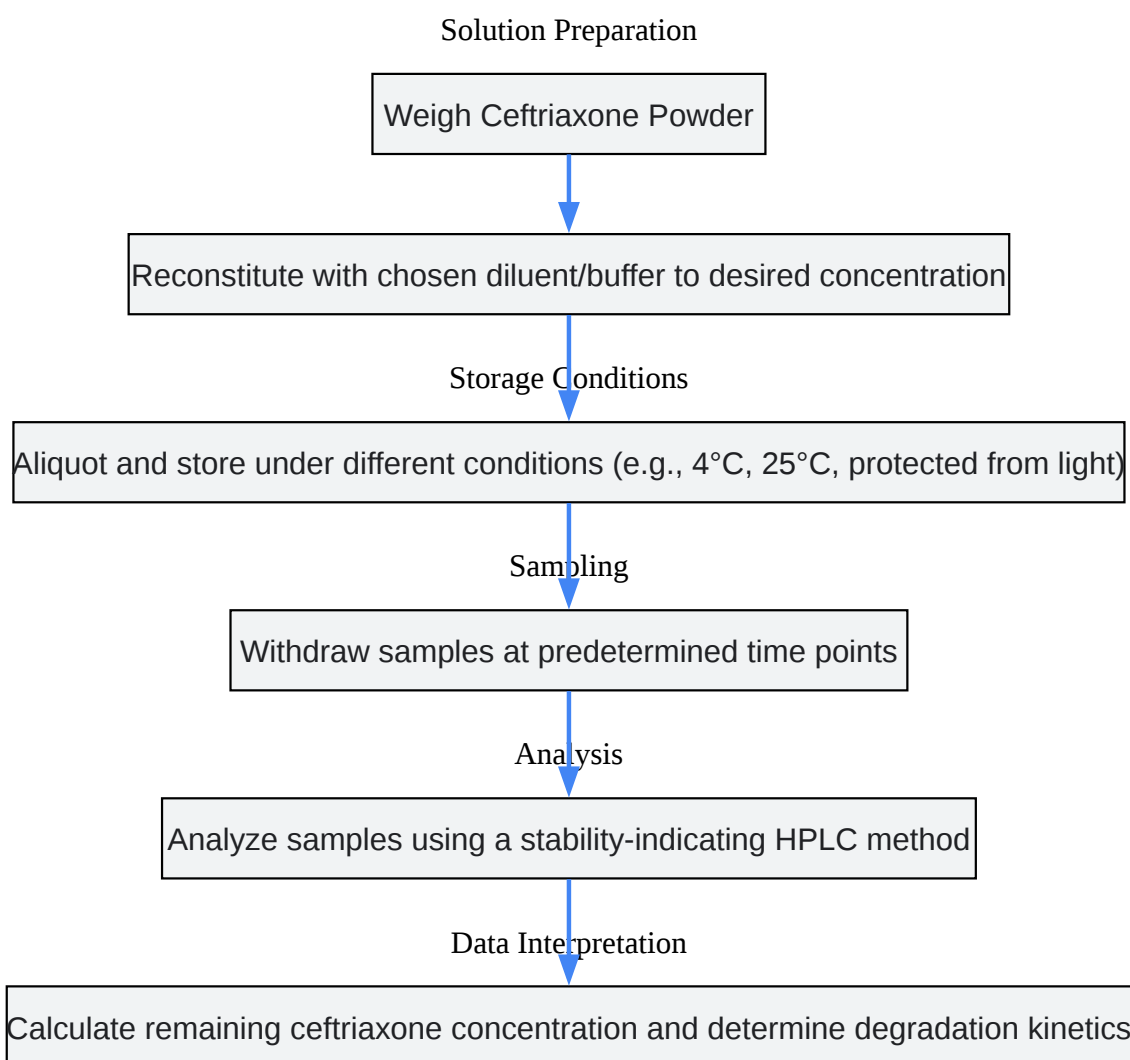 Solution Preparation
Weigh Ceftriaxone Powder
Reconstitute with chosen diluent/buffer to desired concentration
Storage Conditions
Aliquot and store under different conditions (e.g., 4°C, 25°C, protected from light)
Sampling
Withdraw samples at predetermined time points
Analysis
Analyze samples using a stability-indicating HPLC method
Data Interpretation
Calculate remaining ceftriaxone concentration and determine degradation kinetics